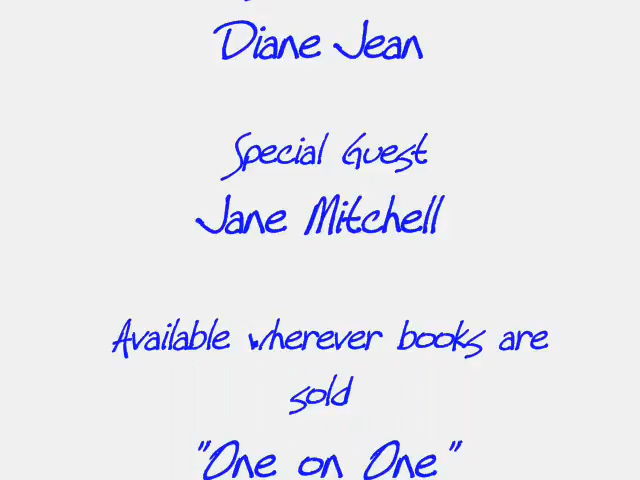 Diane Jean
Special Guest
Jane Mitchell
Available wherever books are
sold
"One on One"